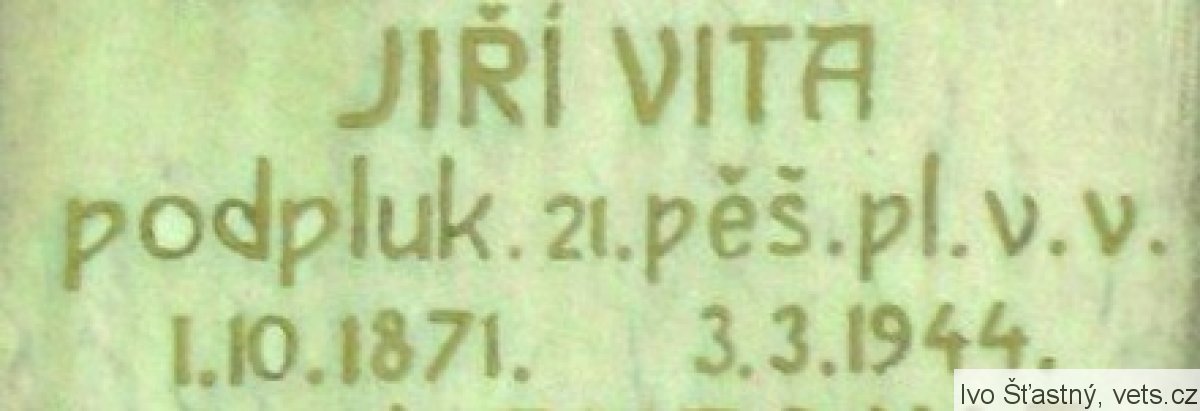 JIŘÍ VITA
podpluk. 21. pěš. pl. v. v.
1.10.1871. 3.3.1944.
Ivo Šťastný, vets.cz